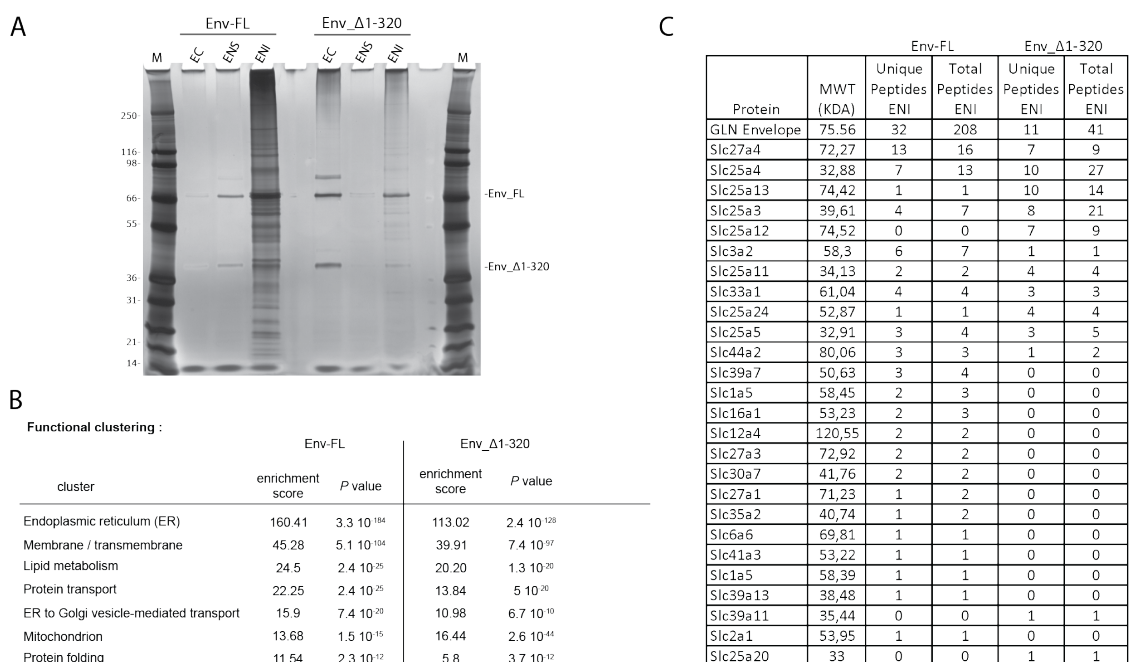 A
Env-FL
Env_Δ1-320
M
EC
ENS
ENI
EC
ENS
ENI
M
250-
116-
98-
66-
55-
36-
31-
21-
14-
-Env_FL
-Env_Δ1-320
B
Functional clustering :
Env-FL Env_Δ1-320
cluster enrichment score P value enrichment score P value
Endoplasmic reticulum (ER) 160.41 3.3 10-184 113.02 2.4 10-128
Membrane / transmembrane 45.28 5.1 10-104 39.91 7.4 10-97
Lipid metabolism 24.5 2.4 10-25 20.20 1.3 10-20
Protein transport 22.25 2.4 10-25 13.84 5 10-20
ER to Golgi vesicle-mediated transport 15.9 7.4 10-20 10.98 6.7 10-10
Mitochondrion 13.68 1.5 10-15 16.44 2.6 10-44
Protein folding 11.54 2.3 10-12 5.8 3.7 10-12
C
Env-FL Env_Δ1-320
Protein MWT (KDA) Unique Peptides ENI Total Peptides ENI Unique Peptides ENI Total Peptides ENI
GLN Envelope 75.56 32 208 11 41
Slc27a4 72,27 13 16 7 9
Slc25a4 32,88 7 13 10 27
Slc25a13 74,42 1 1 10 14
Slc25a3 39,61 4 7 8 21
Slc25a12 74,52 0 0 7 9
Slc3a2 58,3 6 7 1 1
Slc25a11 34,13 2 2 4 4
Slc33a1 61,04 4 4 3 3
Slc25a24 52,87 1 1 4 4
Slc25a5 32,91 3 4 3 5
Slc44a2 80,06 3 3 1 2
Slc39a7 50,63 3 4 0 0
Slc1a5 58,45 2 3 0 0
Slc16a1 53,23 2 3 0 0
Slc12a4 120,55 2 2 0 0
Slc27a3 72,92 2 2 0 0
Slc30a7 41,76 2 2 0 0
Slc27a1 71,23 1 2 0 0
Slc35a2 40,74 1 2 0 0
Slc6a6 69,81 1 1 0 0
Slc41a3 53,22 1 1 0 0
Slc1a5 58,39 1 1 0 0
Slc39a13 38,48 1 1 0 0
Slc39a11 35,44 0 0 1 1
Slc2a1 53,95 1 1 0 0
Slc25a20 33 0 0 1 1